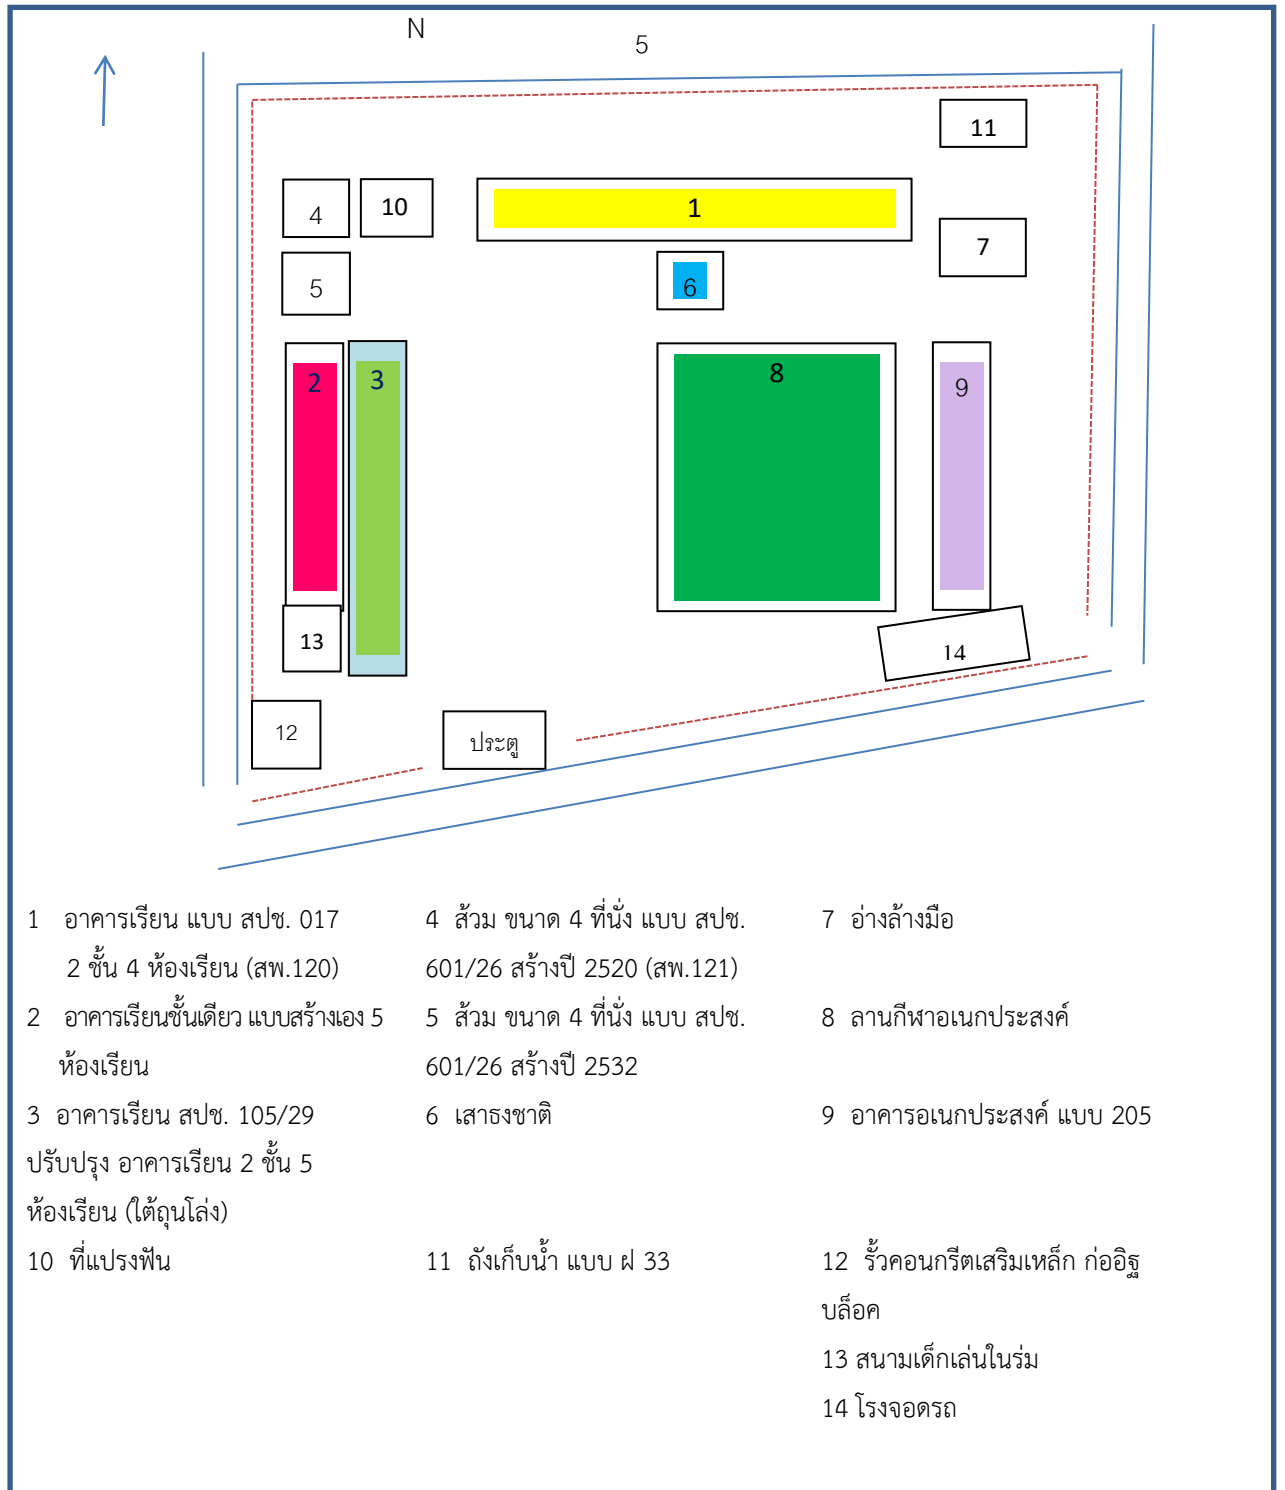 N
5
11
4
10
1
7
5
6
2
3
8
9
13
14
12
ประตู
1 อาคารเรียน แบบ สปช. 017
2 ชั้น 4 ห้องเรียน (สพ.120)
4 ส้วม ขนาด 4 ที่นั่ง แบบ สปช.
601/26 สร้างปี 2520 (สพ.121)
7 อ่างล้างมือ
2 อาคารเรียนชั้นเดียว แบบสร้างเอง 5
ห้องเรียน
5 ส้วม ขนาด 4 ที่นั่ง แบบ สปช.
601/26 สร้างปี 2532
8 ลานกีฬาอเนกประสงค์
3 อาคารเรียน สปช. 105/29
ปรับปรุง อาคารเรียน 2 ชั้น 5
ห้องเรียน (ใต้ถุนโล่ง)
6 เสาธงชาติ
9 อาคารอเนกประสงค์ แบบ 205
10 ที่แปรงฟัน
11 ถังเก็บน้ำ แบบ ฝ 33
12 รั้วคอนกรีตเสริมเหล็ก ก่ออิฐ
บล็อค
13 สนามเด็กเล่นในร่ม
14 โรงจอดรถ